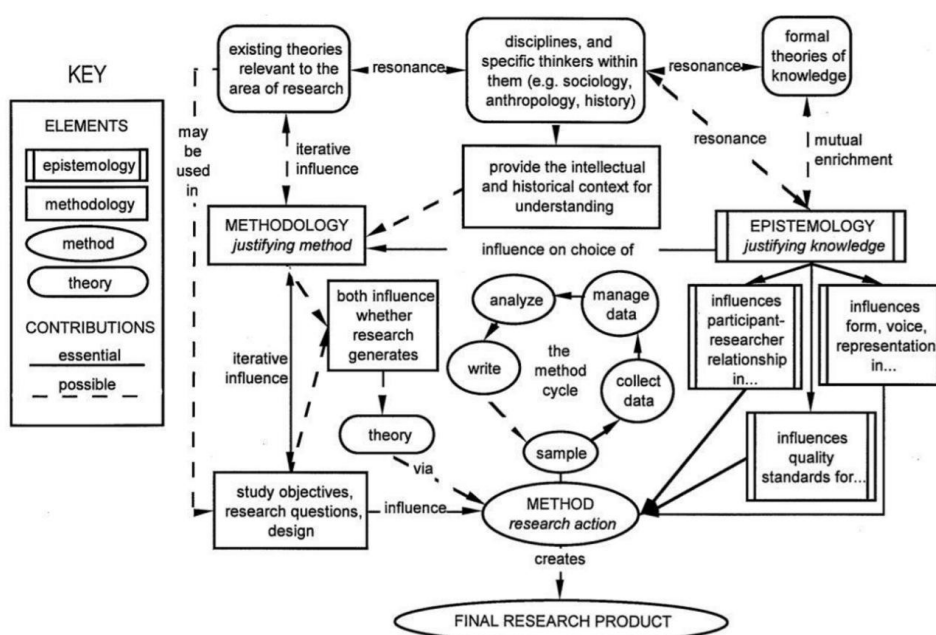 KEY
ELEMENTS
epistemology
methodology
method
theory
CONTRIBUTIONS
essential
possible
existing theories
relevant to the
area of research
resonance
disciplines, and
specific thinkers within
them (e.g. sociology,
anthropology, history)
resonance
formal
theories of
knowledge
may
be
used
in
iterative
influence
resonance
mutual
enrichment
provide the intellectual
and historical context for
understanding
METHODOLOGY
justifying method
influence on choice of
EPISTEMOLOGY
justifying knowledge
both influence
whether
research
generates
iterative
influence
analyze
manage
data
write
the
method
cycle
collect
data
sample
influences
participant-
researcher
relationship
in...
influences
form, voice,
representation
in...
influences
quality
standards for...
theory
via
study objectives,
research questions,
design
influence
METHOD
research action
creates
FINAL RESEARCH PRODUCT